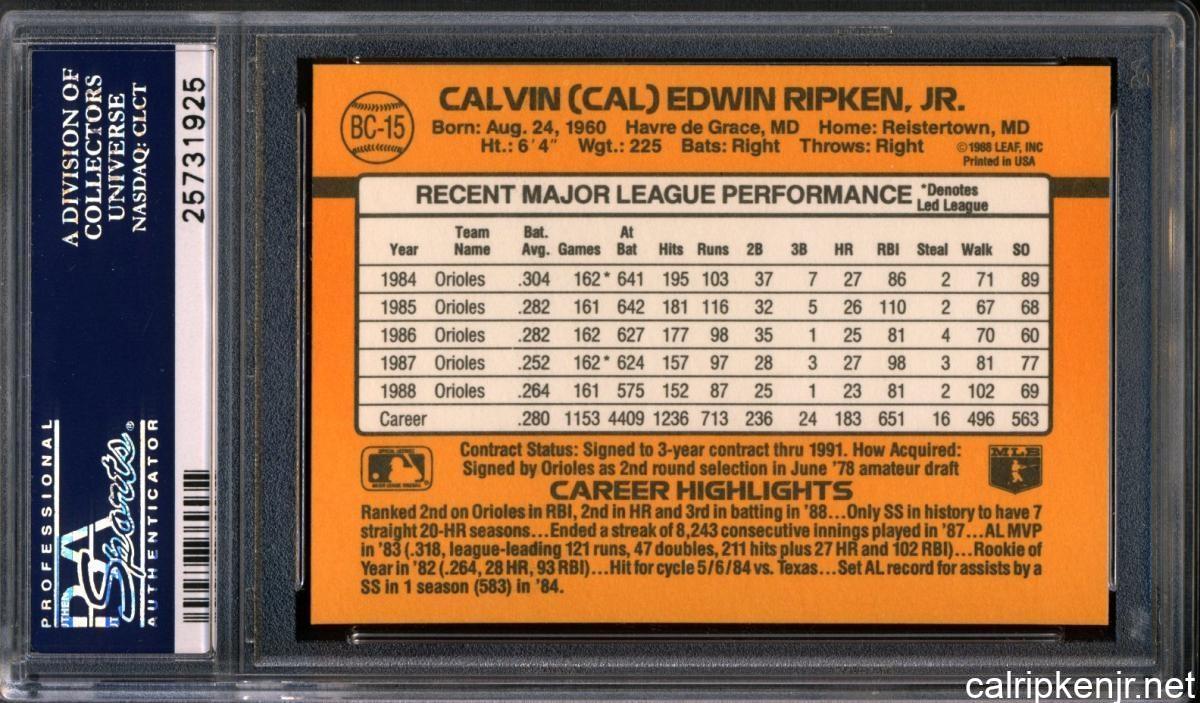 A DIVISION OF
COLLECTORS
UNIVERSE
NASDAQ: CLCT
25731925
PROFESSIONAL
PSA
Sports
AUTHENTICATOR
BC-15
CALVIN (CAL) EDWIN RIPKEN, JR.
Born: Aug. 24, 1960 Havre de Grace, MD Home: Reistertown, MD
Ht.: 6'4" Wgt.: 225 Bats: Right Throws: Right
©1988 LEAF, INC
Printed in USA
RECENT MAJOR LEAGUE PERFORMANCE *Denotes
Led League
Year Team Name Bat. Avg. Games At Bat Hits Runs 2B 3B HR RBI Steal Walk SO
1984 Orioles .304 162* 641 195 103 37 7 27 86 2 71 89
1985 Orioles .282 161 642 181 116 32 5 26 110 2 67 68
1986 Orioles .282 162 627 177 98 35 1 25 81 4 70 60
1987 Orioles .252 162* 624 157 97 28 3 27 98 3 81 77
1988 Orioles .264 161 575 152 87 25 1 23 81 2 102 69
Career .280 1153 4409 1236 713 236 24 183 651 16 496 563
Contract Status: Signed to 3-year contract thru 1991. How Acquired:
Signed by Orioles as 2nd round selection in June '78 amateur draft
MLB
CAREER HIGHLIGHTS
Ranked 2nd on Orioles in RBI, 2nd in HR and 3rd in batting in '88...Only SS in history to have 7
straight 20-HR seasons...Ended a streak of 8,243 consecutive innings played in '87...AL MVP
in '83 (.318, league-leading 121 runs, 47 doubles, 211 hits plus 27 HR and 102 RBI)...Rookie of
Year in '82 (.264, 28 HR, 93 RBI)...Hit for cycle 5/6/84 vs. Texas...Set AL record for assists by a
SS in 1 season (583) in '84.
calripkenjr.net